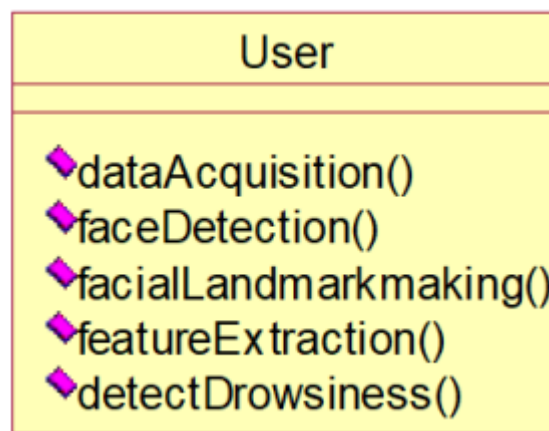 User
dataAcquisition()
faceDetection()
facialLandmarkmaking()
featureExtraction()
detectDrowsiness()